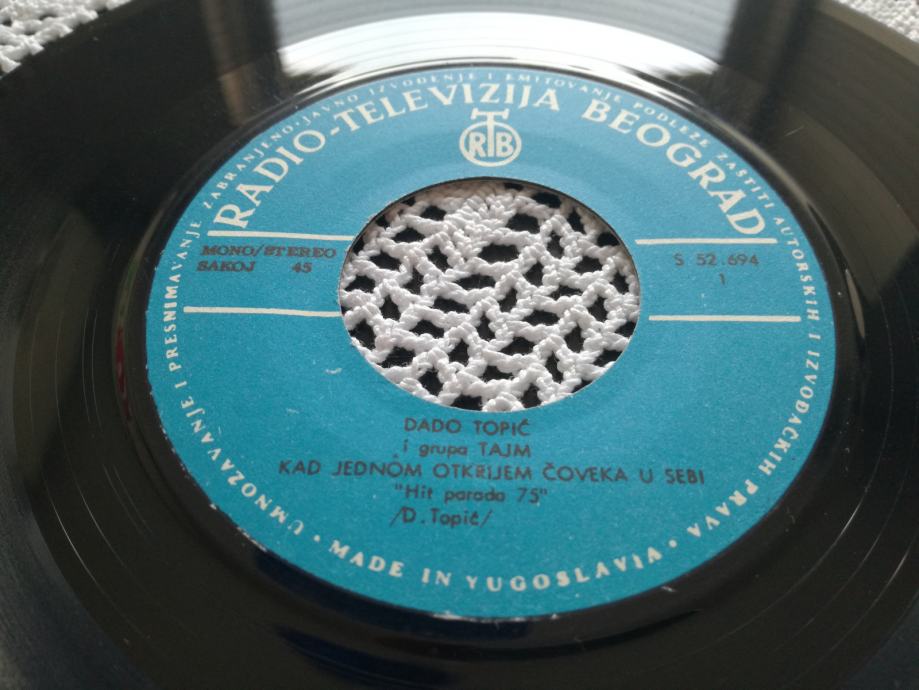 UMNOŽAVANJE I PRESNIMAVANJE ZABRANJENO • JAVNO IZVOĐENJE I EMITOVANJE PODLEŽE ZAŠTITI AUTORSKIH I IZVOĐAČKIH PRAVA •
RADIO-TELEVIZIJA BEOGRAD
RTB
MONO/STEREO
SAKOJ 45
S 52.694
1
DADO TOPIĆ
i grupa TAJM
KAD JEDNOM OTKRIJEM ČOVEKA U SEBI
"Hit parada 75"
/D.Topić/
MADE IN YUGOSLAVIA •